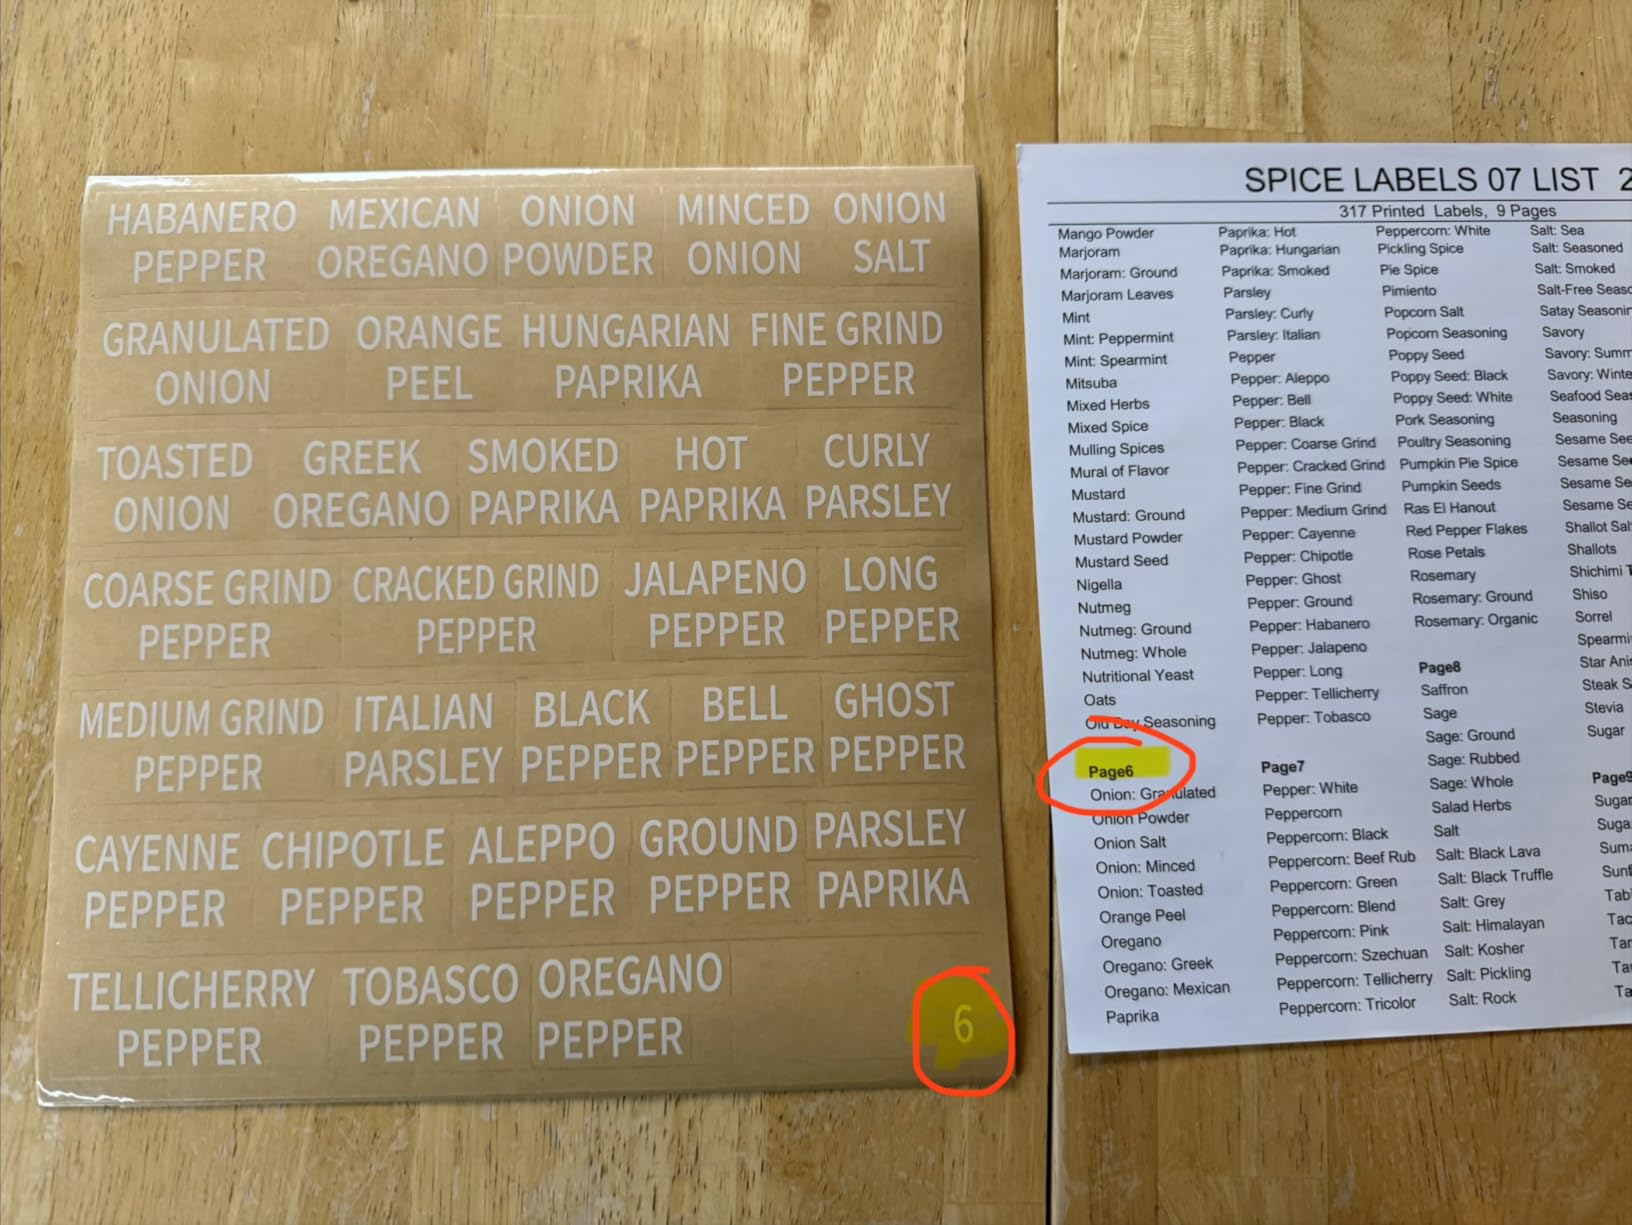 HABANERO PEPPER
MEXICAN OREGANO
ONION POWDER
MINCED ONION
ONION SALT
GRANULATED ONION
ORANGE PEEL
HUNGARIAN PAPRIKA
FINE GRIND PEPPER
TOASTED ONION
GREEK OREGANO
SMOKED PAPRIKA
HOT PAPRIKA
CURLY PARSLEY
COARSE GRIND PEPPER
CRACKED GRIND PEPPER
JALAPENO PEPPER
LONG PEPPER
MEDIUM GRIND PEPPER
ITALIAN PARSLEY
BLACK PEPPER
BELL PEPPER
GHOST PEPPER
CAYENNE PEPPER
CHIPOTLE PEPPER
ALEPPO PEPPER
GROUND PEPPER
PARSLEY
PAPRIKA
TELLICHERRY PEPPER
TOBASCO PEPPER
OREGANO
PEPPER
6
SPICE LABELS 07 LIST 2
317 Printed Labels, 9 Pages
Mango Powder
Marjoram
Marjoram: Ground
Marjoram Leaves
Mint
Mint: Peppermint
Mint: Spearmint
Mitsuba
Mixed Herbs
Mixed Spice
Mulling Spices
Mural of Flavor
Mustard
Mustard: Ground
Mustard Powder
Mustard Seed
Nigella
Nutmeg
Nutmeg: Ground
Nutmeg: Whole
Nutritional Yeast
Oats
Old Bay Seasoning
Page6
Onion: Granulated
Onion Powder
Onion Salt
Onion: Minced
Onion: Toasted
Orange Peel
Oregano
Oregano: Greek
Oregano: Mexican
Paprika
Paprika: Hot
Paprika: Hungarian
Paprika: Smoked
Parsley
Parsley: Curly
Parsley: Italian
Pepper
Pepper: Aleppo
Pepper: Bell
Pepper: Black
Pepper: Coarse Grind
Pepper: Cracked Grind
Pepper: Fine Grind
Pepper: Medium Grind
Pepper: Cayenne
Pepper: Chipotle
Pepper: Ghost
Pepper: Ground
Pepper: Habanero
Pepper: Jalapeno
Pepper: Long
Pepper: Tellicherry
Pepper: Tobasco
Page7
Pepper: White
Peppercorn
Peppercorn: Black
Peppercorn: Beef Rub
Peppercorn: Green
Peppercorn: Blend
Peppercorn: Pink
Peppercorn: Szechuan
Peppercorn: Tellicherry
Peppercorn: Tricolor
Peppercorn: White
Pickling Spice
Pie Spice
Pimiento
Popcorn Salt
Popcorn Seasoning
Poppy Seed
Poppy Seed: Black
Poppy Seed: White
Pork Seasoning
Poultry Seasoning
Pumpkin Pie Spice
Pumpkin Seeds
Ras El Hanout
Red Pepper Flakes
Rose Petals
Rosemary
Rosemary: Ground
Rosemary: Organic
Page8
Saffron
Sage
Sage: Ground
Sage: Rubbed
Sage: Whole
Salad Herbs
Salt
Salt: Black Lava
Salt: Black Truffle
Salt: Grey
Salt: Himalayan
Salt: Kosher
Salt: Pickling
Salt: Rock
Salt: Sea
Salt: Seasoned
Salt: Smoked
Salt-Free
Satay
Savory
Savory:
Savory:
Seafood
Seasoning
Sesame
Sesame
Sesame
Sesame
Shallot
Shallots
Shichimi
Shiso
Sorrel
Star
Steak
Stevia
Sugar